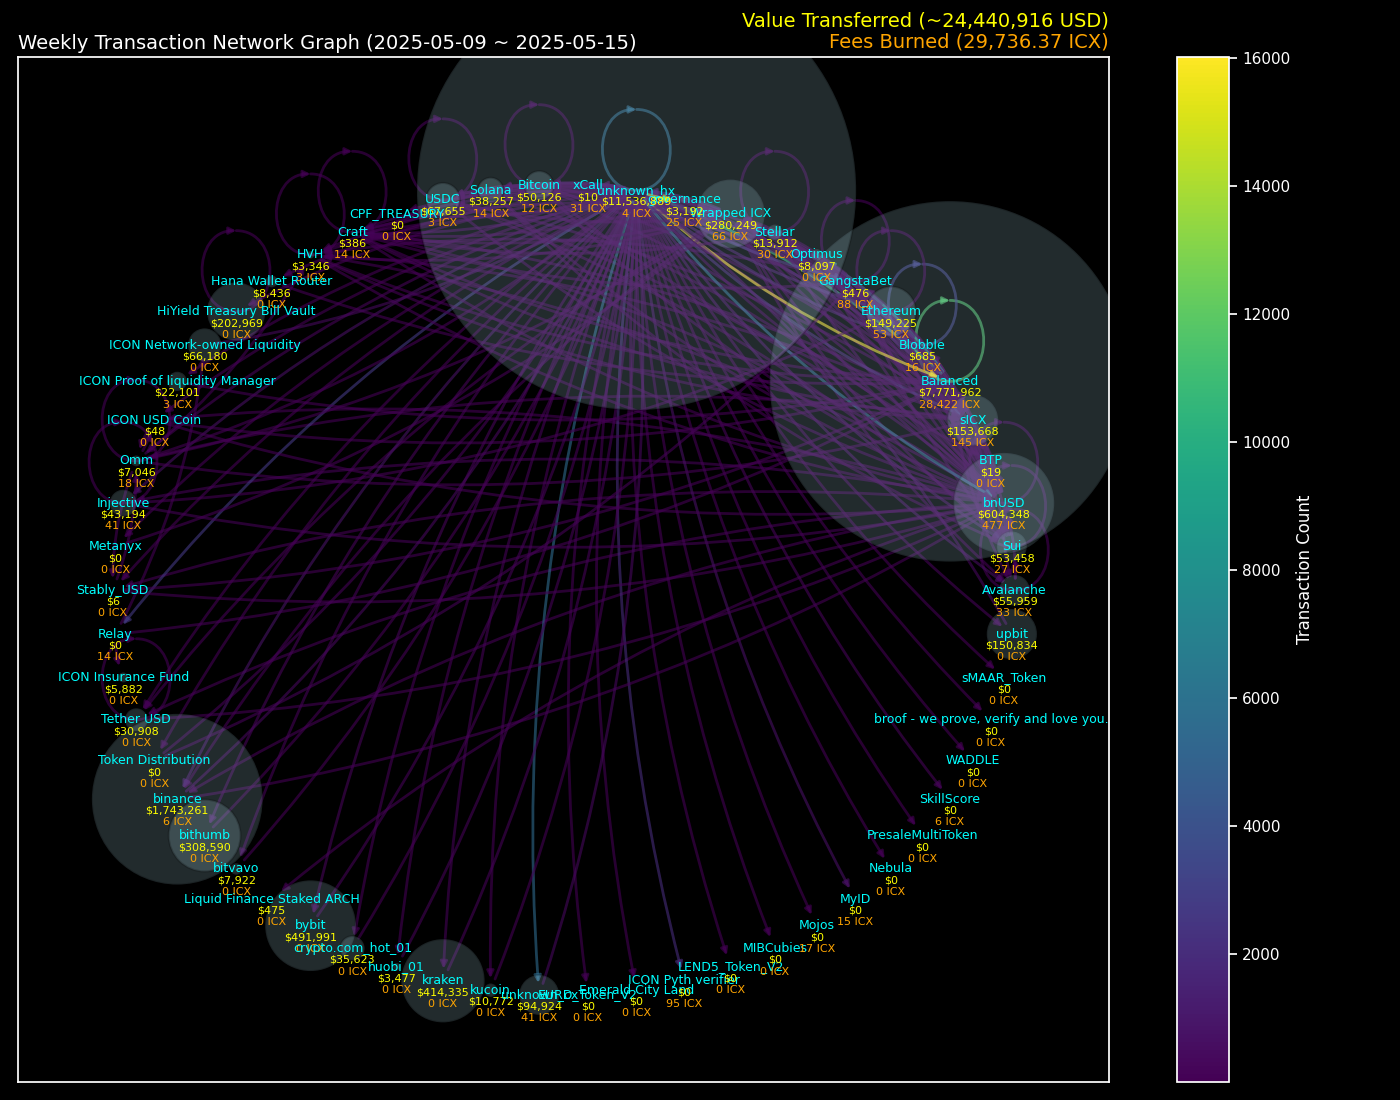 Value Transferred (~24,440,916 USD)
Weekly Transaction Network Graph (2025-05-09 ~ 2025-05-15)
Fees Burned (29,736.37 ICX)
Bitcoin
$50,126
12 ICX
xCall
$10
31 ICX
unknown_hx
4 ICX
Solana
$38,257
14 ICX
USDC
3 ICX
$3,192
25 ICX
Wrapped ICX
$280,249
66 ICX
CPF_TREASURY
$0
0 ICX
Craft
$386
14 ICX
Stellar
$13,912
30 ICX
HVH
$3,346
3 ICX
Optimus
$8,097
0 ICX
Hana Wallet Router
$8,436
0 ICX
GangstaBet
$476
88 ICX
HiYield Treasury Bill Vault
$202,969
0 ICX
Ethereum
$149,225
53 ICX
ICON Network-owned Liquidity
$66,180
0 ICX
Blobble
$685
16 ICX
ICON Proof of liquidity Manager
$22,101
3 ICX
Balanced
$7,771,962
28,422 ICX
ICON USD Coin
$48
0 ICX
sICX
$153,668
145 ICX
Omm
$7,046
18 ICX
BTP
$19
0 ICX
Injective
$43,194
41 ICX
bnUSD
$604,348
477 ICX
Metanyx
$0
0 ICX
Sui
$53,458
27 ICX
Stably_USD
$6
0 ICX
Avalanche
$55,959
33 ICX
Relay
$0
14 ICX
upbit
$150,834
0 ICX
ICON Insurance Fund
$5,882
0 ICX
sMAAR_Token
$0
0 ICX
Tether USD
$30,908
0 ICX
broof - we prove, verify and love you.
$0
0 ICX
Token Distribution
$0
0 ICX
WADDLE
$0
0 ICX
binance
$1,743,261
6 ICX
SkillScore
$0
6 ICX
bithumb
$308,590
0 ICX
PresaleMultiToken
$0
0 ICX
bitvavo
$7,922
0 ICX
Nebula
$0
0 ICX
Liquid Finance Staked ARCH
$475
0 ICX
MyID
$0
15 ICX
bybit
$491,991
Mojos
$0
17 ICX
crypto.com_hot_01
$35,623
0 ICX
MIBCubies
$0
0 ICX
huobi_01
$3,477
0 ICX
LEND5_Token_V2
$0
0 ICX
kraken
$414,335
0 ICX
ICON Pyth verifier
$0
95 ICX
kucoin
$10,772
0 ICX
Emerald City Land
$0
0 ICX
$94,924
41 ICX
$0
0 ICX
16000
14000
12000
10000
8000
6000
4000
2000
Transaction Count